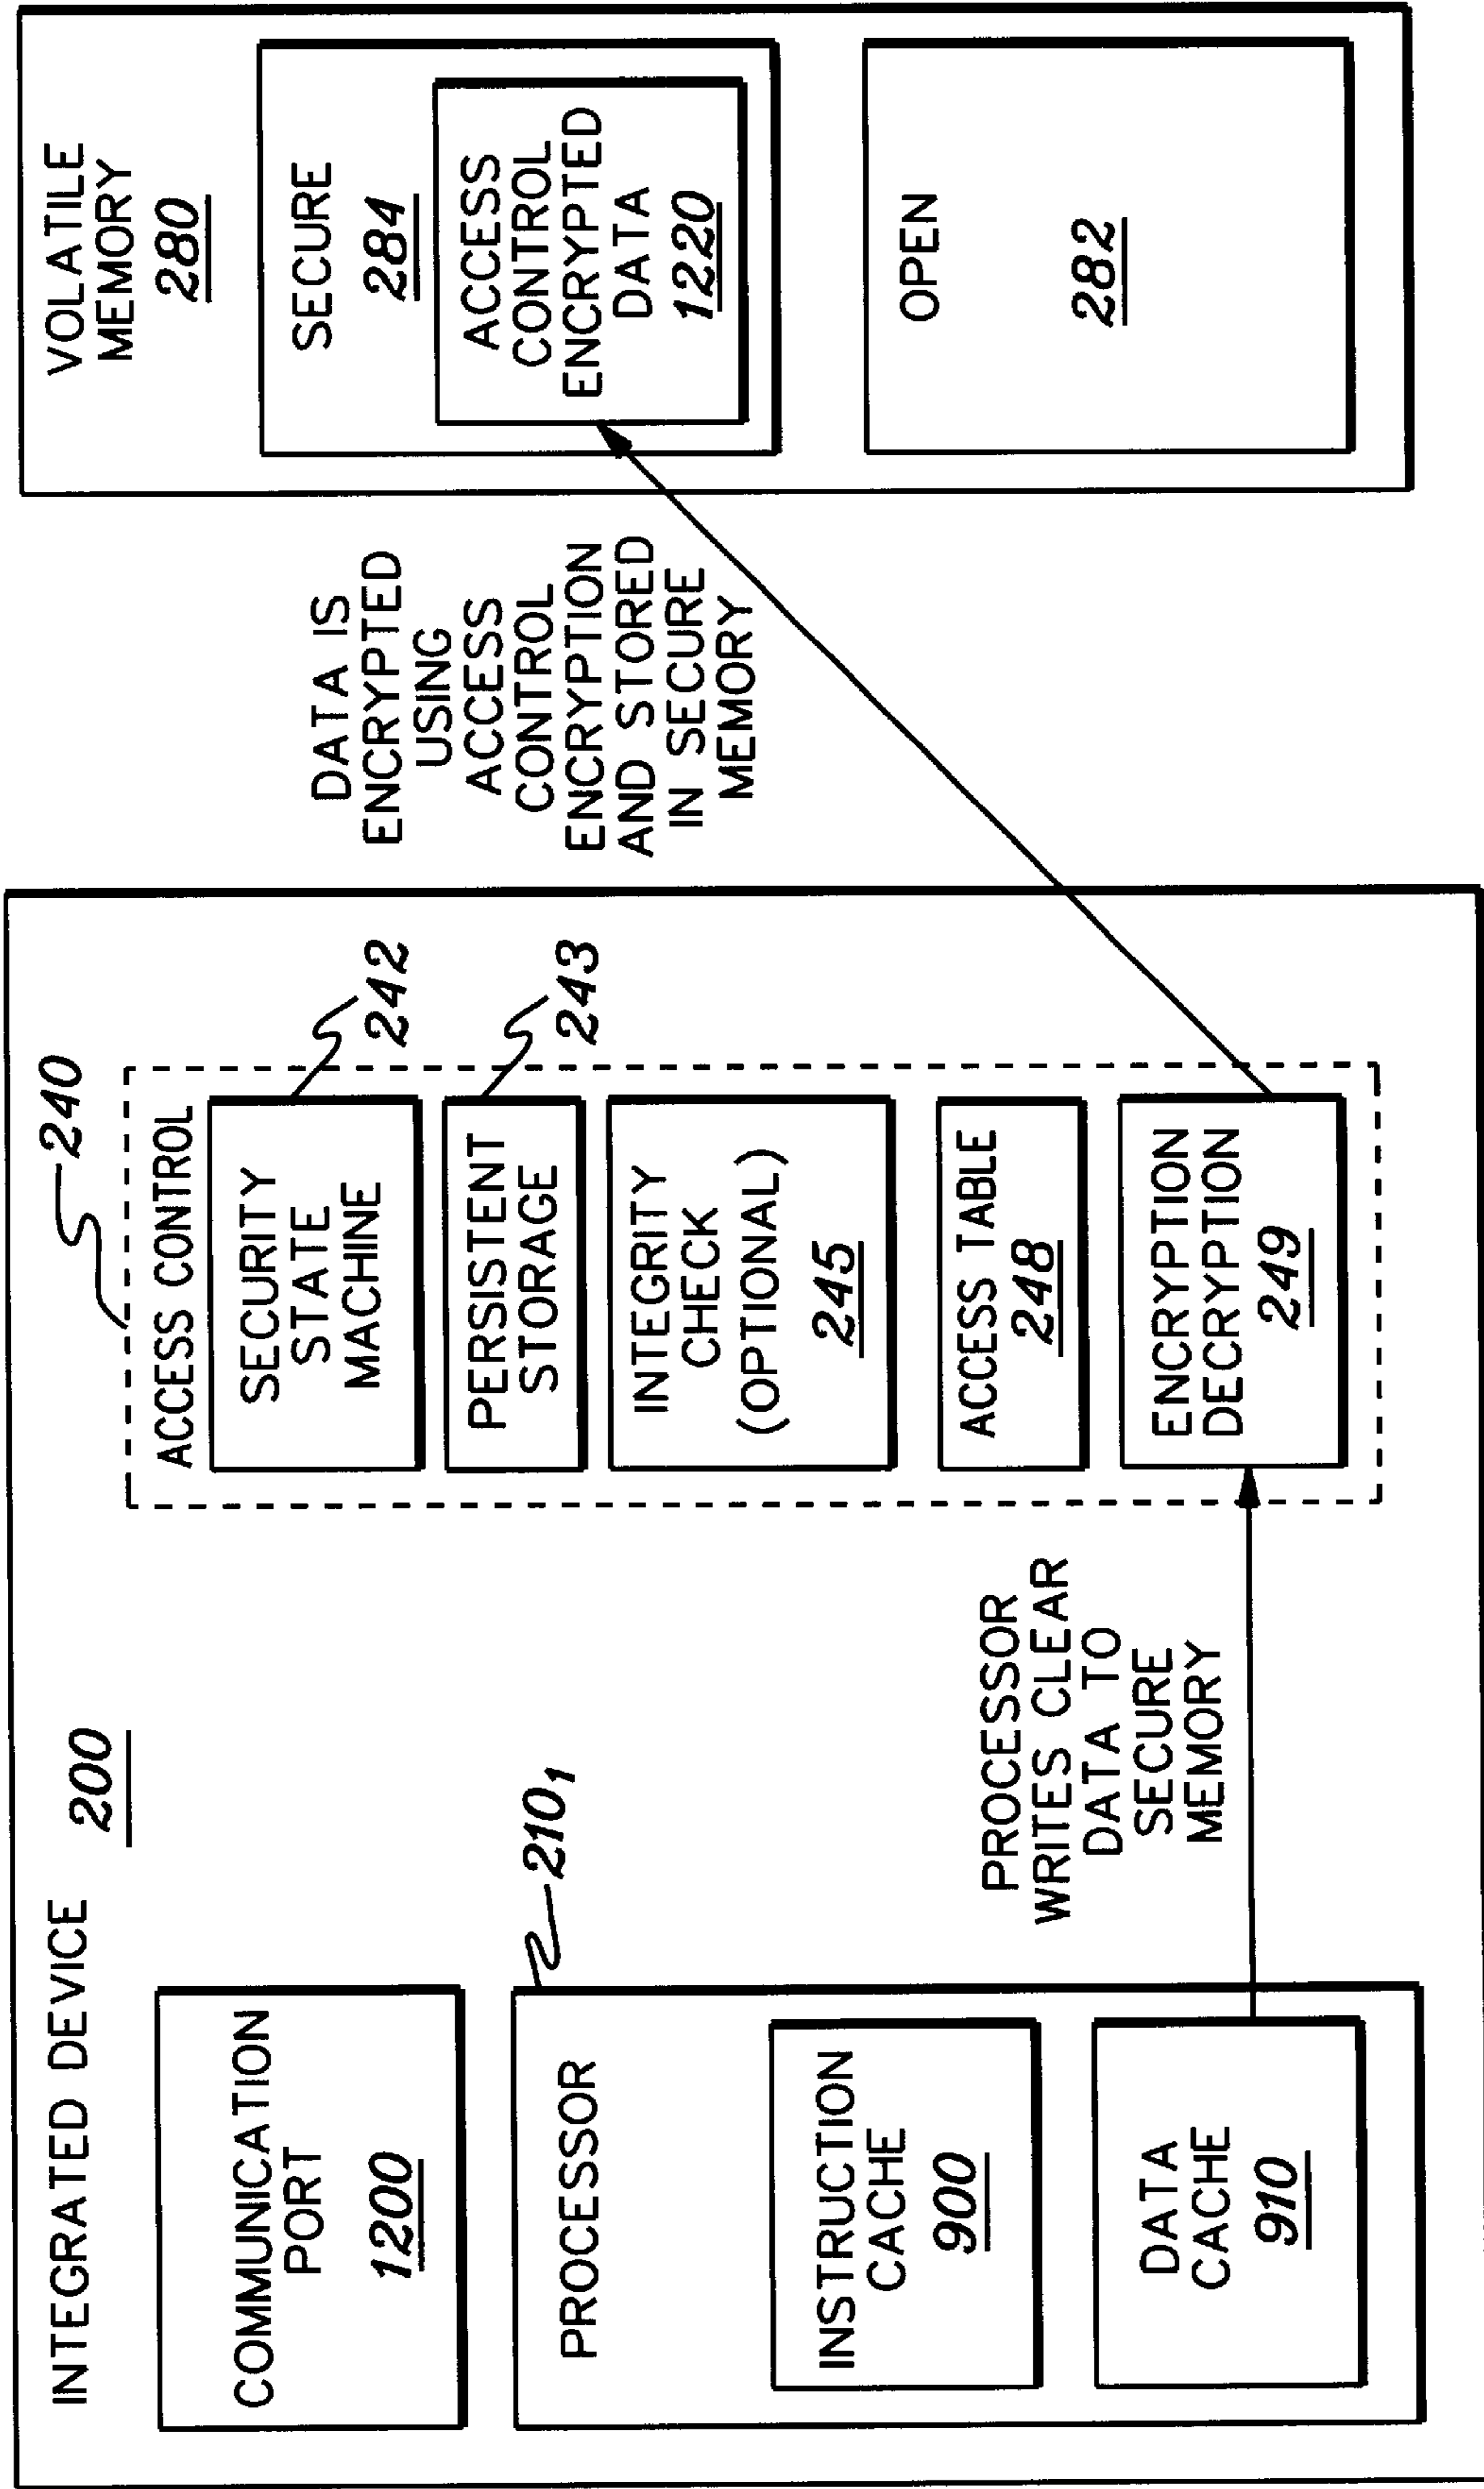 INTEGRATED DEVICE
200
COMMUNICATION
PORT
1200
210₁
PROCESSOR
INSTRUCTION
CACHE
900
DATA
CACHE
910
PROCESSOR
WRITES CLEAR
DATA TO
SECURE
MEMORY
240
ACCESS CONTROL
SECURITY
STATE
MACHINE
242
PERSISTENT
STORAGE
243
INTEGRITY
CHECK
(OPTIONAL)
245
ACCESS TABLE
248
ENCRYPTION
DECRYPTION
249
DATA IS
ENCRYPTED
USING
ACCESS
CONTROL
ENCRYPTION
AND STORED
IN SECURE
MEMORY
VOLATILE
MEMORY
280
SECURE
284
ACCESS
CONTROL
ENCRYPTED
DATA
1220
OPEN
282